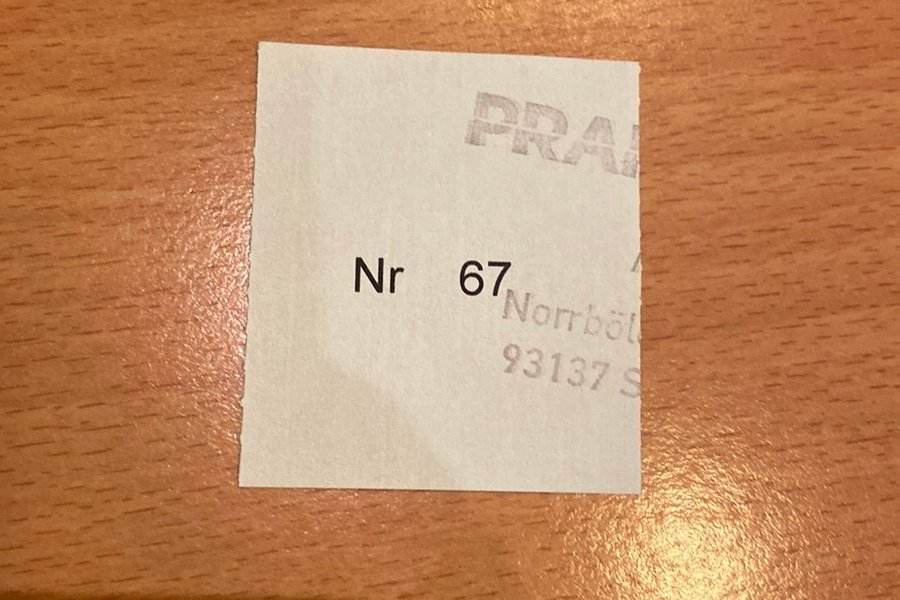 PRA
Nr 67
Norrböl
93137 S